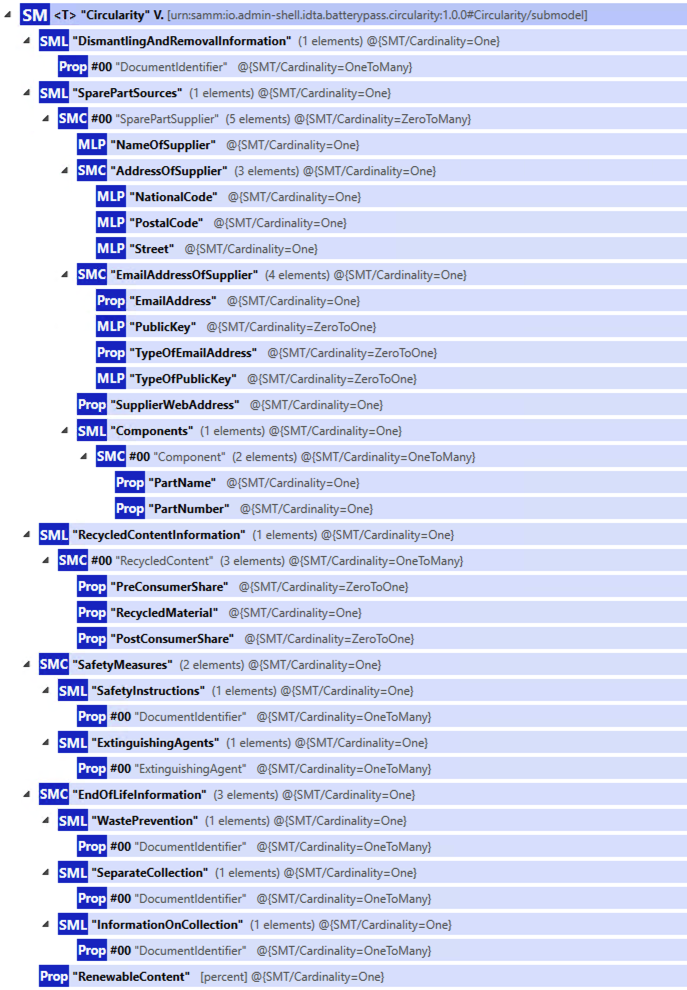 SM <T> "Circularity" V. [urn:samm:io.admin-shell.idta.batterypass.circularity:1.0.0#Circularity/submodel]
SML "DismantlingAndRemovalInformation" (1 elements) @{SMT/Cardinality=One}
Prop #00 "DocumentIdentifier" @{SMT/Cardinality=OneToMany}
SML "SparePartSources" (1 elements) @{SMT/Cardinality=One}
SMC #00 "SparePartSupplier" (5 elements) @{SMT/Cardinality=ZeroToMany}
MLP "NameOfSupplier" @{SMT/Cardinality=One}
SMC "AddressOfSupplier" (3 elements) @{SMT/Cardinality=One}
MLP "NationalCode" @{SMT/Cardinality=One}
MLP "PostalCode" @{SMT/Cardinality=One}
MLP "Street" @{SMT/Cardinality=One}
SMC "EmailAddressOfSupplier" (4 elements) @{SMT/Cardinality=One}
Prop "EmailAddress" @{SMT/Cardinality=One}
MLP "PublicKey" @{SMT/Cardinality=ZeroToOne}
Prop "TypeOfEmailAddress" @{SMT/Cardinality=ZeroToOne}
MLP "TypeOfPublicKey" @{SMT/Cardinality=ZeroToOne}
Prop "SupplierWebAddress" @{SMT/Cardinality=One}
SML "Components" (1 elements) @{SMT/Cardinality=One}
SMC #00 "Component" (2 elements) @{SMT/Cardinality=OneToMany}
Prop "PartName" @{SMT/Cardinality=One}
Prop "PartNumber" @{SMT/Cardinality=One}
SML "RecycledContentInformation" (1 elements) @{SMT/Cardinality=One}
SMC #00 "RecycledContent" (3 elements) @{SMT/Cardinality=OneToMany}
Prop "PreConsumerShare" @{SMT/Cardinality=ZeroToOne}
Prop "RecycledMaterial" @{SMT/Cardinality=One}
Prop "PostConsumerShare" @{SMT/Cardinality=ZeroToOne}
SMC "SafetyMeasures" (2 elements) @{SMT/Cardinality=One}
SML "SafetyInstructions" (1 elements) @{SMT/Cardinality=One}
Prop #00 "DocumentIdentifier" @{SMT/Cardinality=OneToMany}
SML "ExtinguishingAgents" (1 elements) @{SMT/Cardinality=One}
Prop #00 "ExtinguishingAgent" @{SMT/Cardinality=OneToMany}
SMC "EndOfLifeInformation" (3 elements) @{SMT/Cardinality=One}
SML "WastePrevention" (1 elements) @{SMT/Cardinality=One}
Prop #00 "DocumentIdentifier" @{SMT/Cardinality=OneToMany}
SML "SeparateCollection" (1 elements) @{SMT/Cardinality=One}
Prop #00 "DocumentIdentifier" @{SMT/Cardinality=OneToMany}
SML "InformationOnCollection" (1 elements) @{SMT/Cardinality=One}
Prop #00 "DocumentIdentifier" @{SMT/Cardinality=OneToMany}
Prop "RenewableContent" [percent] @{SMT/Cardinality=One}